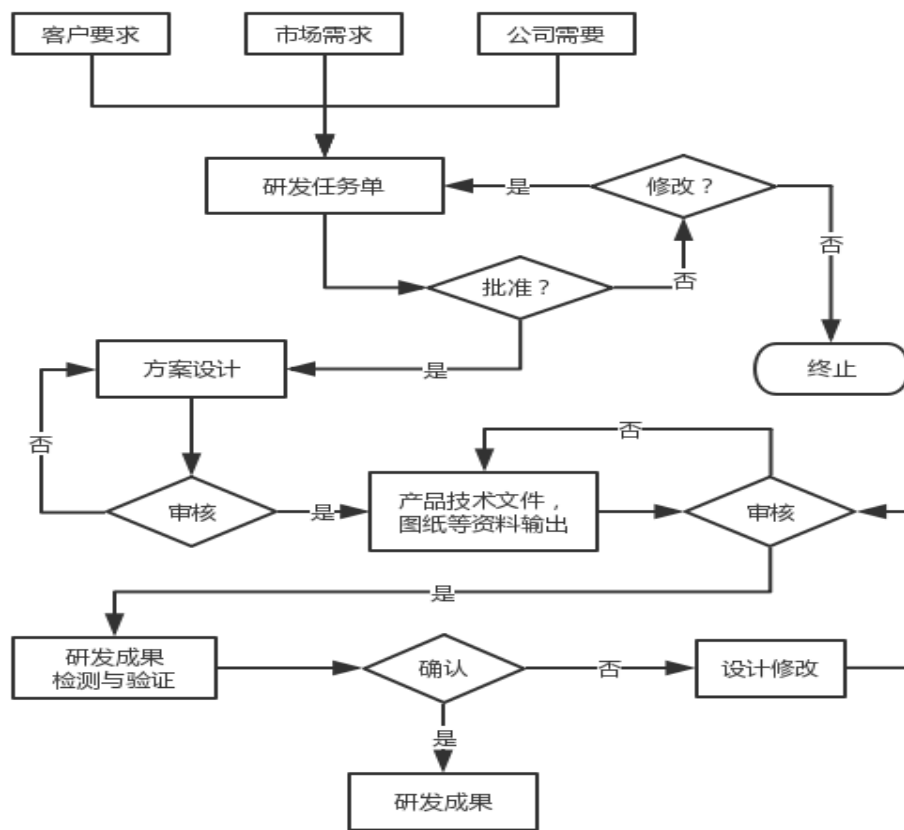 客户要求
市场需求
公司需要
研发任务单
是
修改？
否
批准？
否
方案设计
是
终止
否
否
审核
是
产品技术文件，
图纸等资料输出
审核
是
研发成果
检测与验证
确认
否
设计修改
是
研发成果